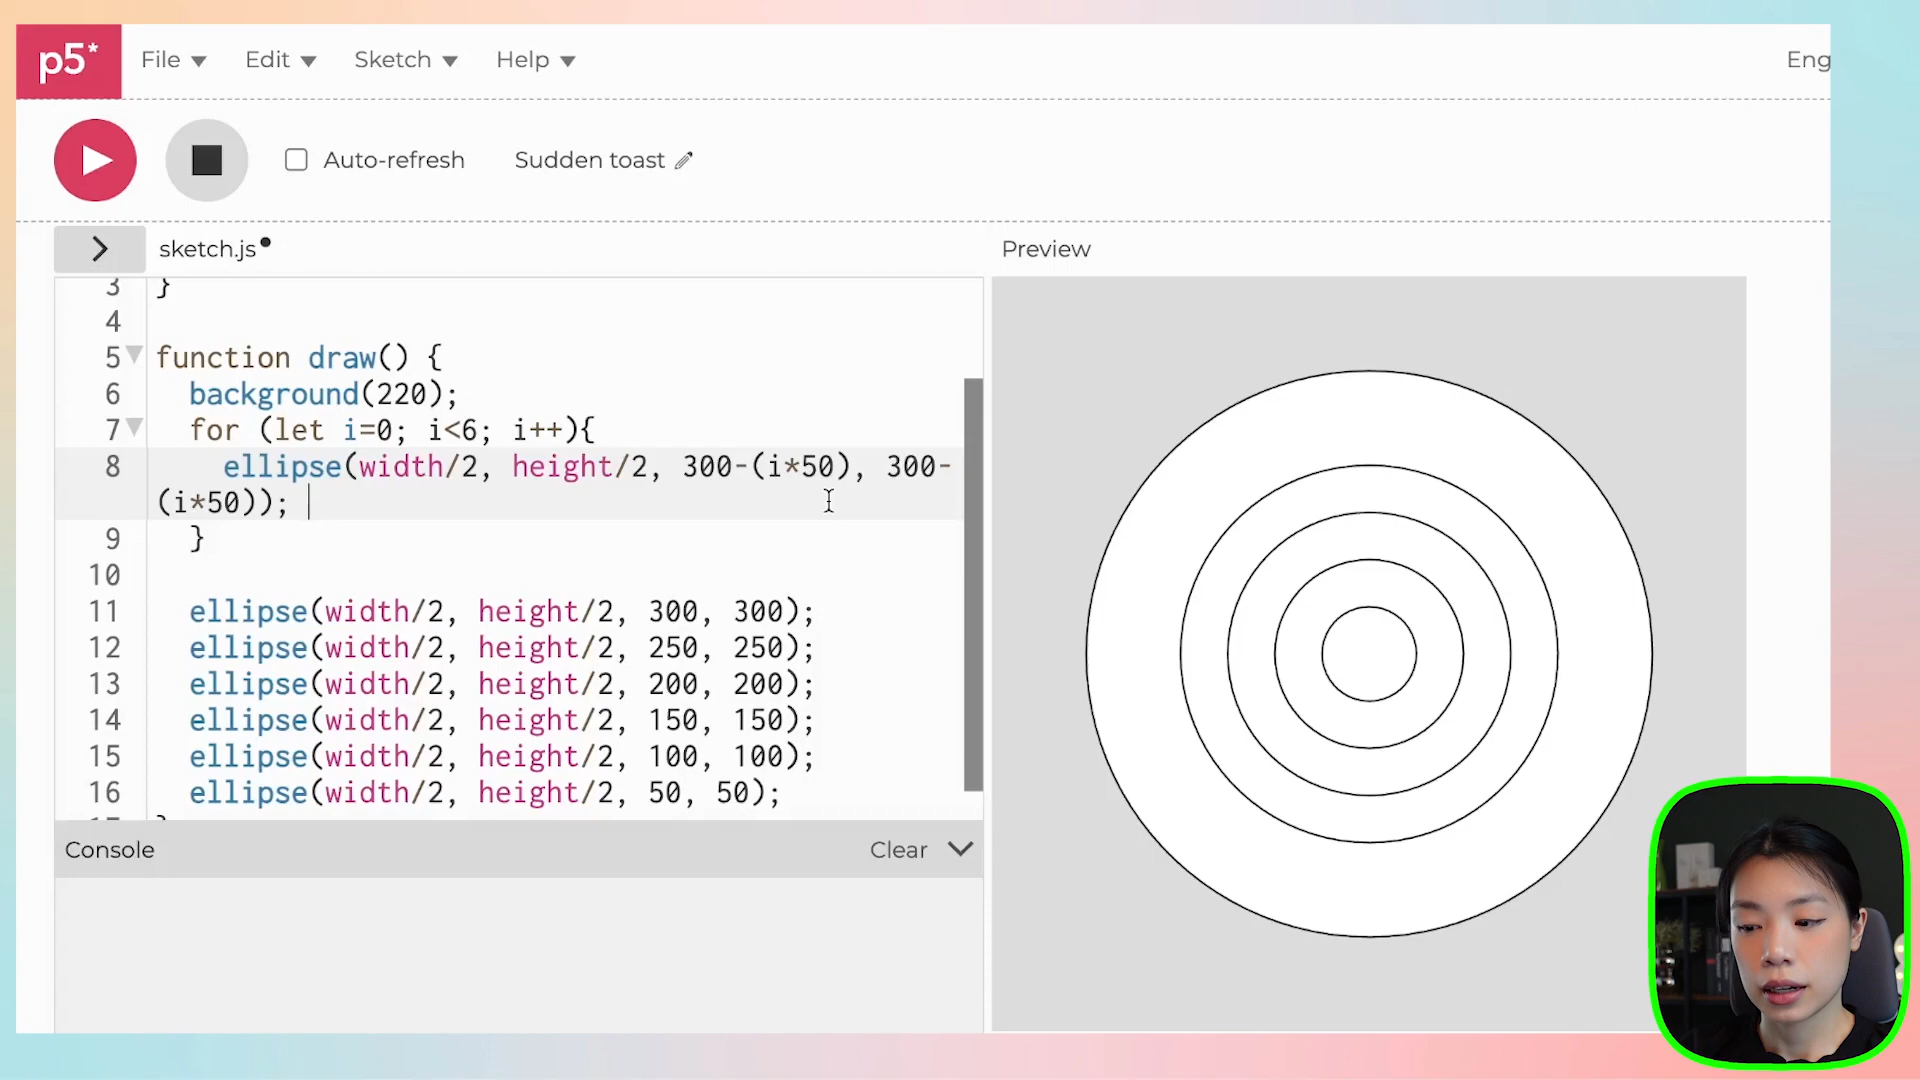 p5* File Edit Sketch Help Eng
Auto-refresh Sudden toast
sketch.js Preview
3 }
4
5 function draw() {
6 background(220);
7 for (let i=0; i<6; i++){
8 ellipse(width/2, height/2, 300-(i*50), 300-
(i*50));
9 }
10
11 ellipse(width/2, height/2, 300, 300);
12 ellipse(width/2, height/2, 250, 250);
13 ellipse(width/2, height/2, 200, 200);
14 ellipse(width/2, height/2, 150, 150);
15 ellipse(width/2, height/2, 100, 100);
16 ellipse(width/2, height/2, 50, 50);
Console Clear